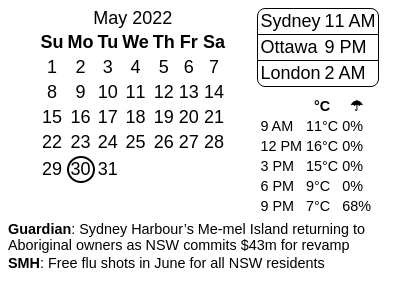 May 2022
Su Mo Tu We Th Fr Sa
1 2 3 4 5 6 7
8 9 10 11 12 13 14
15 16 17 18 19 20 21
22 23 24 25 26 27 28
29 30 31
Sydney 11 AM
Ottawa 9 PM
London 2 AM
°C ☂
9 AM 11°C 0%
12 PM 16°C 0%
3 PM 15°C 0%
6 PM 9°C 0%
9 PM 7°C 68%
Guardian: Sydney Harbour’s Me-mel Island returning to
Aboriginal owners as NSW commits $43m for revamp
SMH: Free flu shots in June for all NSW residents